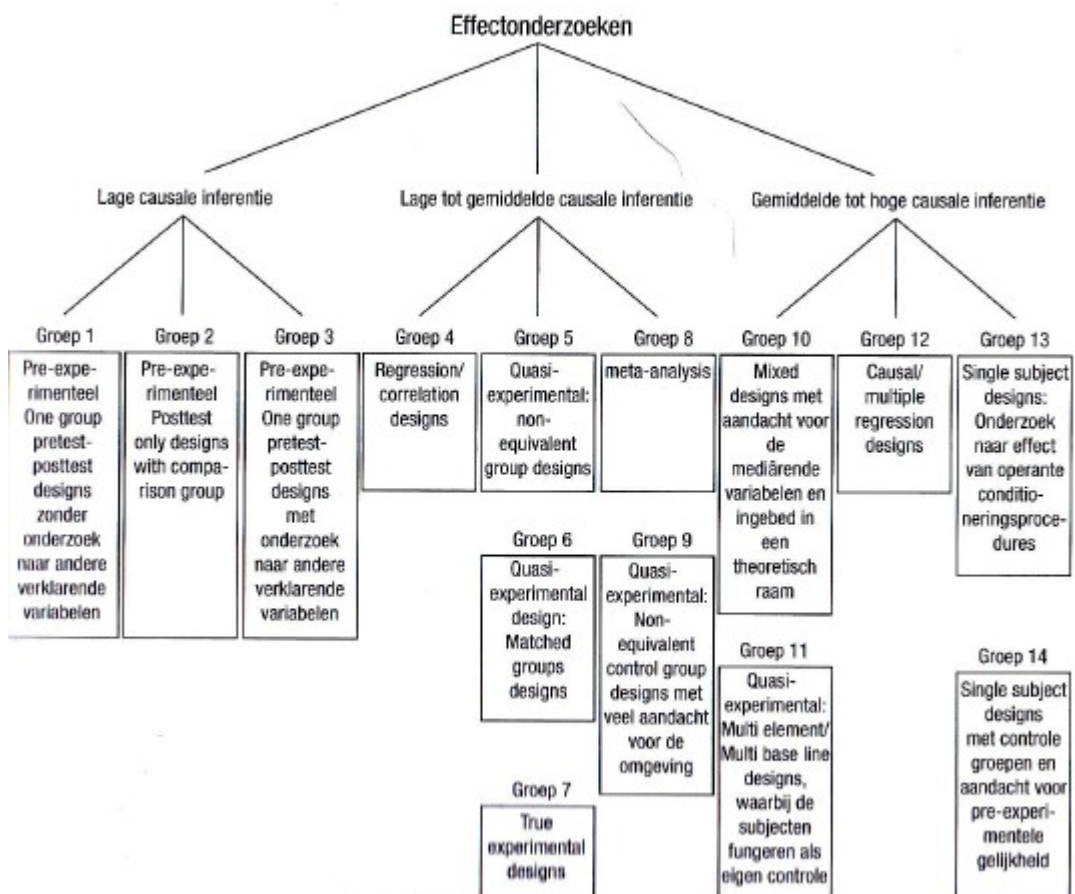 Effectonderzoeken
Lage causale inferentie
Lage tot gemiddelde causale inferentie
Gemiddelde tot hoge causale inferentie
Groep 1
Pre-expe-
rimenteel
One group
pretest-
posttest
designs
zonder
onderzoek
naar andere
verklarende
variabelen
Groep 2
Pre-expe-
rimenteel
Posttest
only designs
with compa-
rison group
Groep 3
Pre-expe-
rimenteel
One group
pretest-
posttest
designs
met
onderzoek
naar andere
verklarende
variabelen
Groep 4
Regression/
correlation
designs
Groep 5
Quasi-
experimental:
non-
equivalent
group designs
Groep 6
Quasi-
experimental
design:
Matched
groups
designs
Groep 7
True
experimental
designs
Groep 8
meta-analysis
Groep 9
Quasi-
experimental:
Non-
equivalent
control group
designs met
veel aandacht
voor de
omgeving
Groep 10
Mixed
designs met
aandacht voor
de
mediärende
variabelen en
ingebed in
een
theoretisch
raam
Groep 11
Quasi-
experimental:
Multi element/
Multi base line
designs,
waarbij de
subjecten
fungeren als
eigen controle
Groep 12
Causal/
multiple
regression
designs
Groep 13
Single subject
designs:
Onderzoek
naar effect
van operante
conditio-
neringsproce-
dures
Groep 14
Single subject
designs
met controle
groepen en
aandacht voor
pre-experi-
mentele
gelijkheid